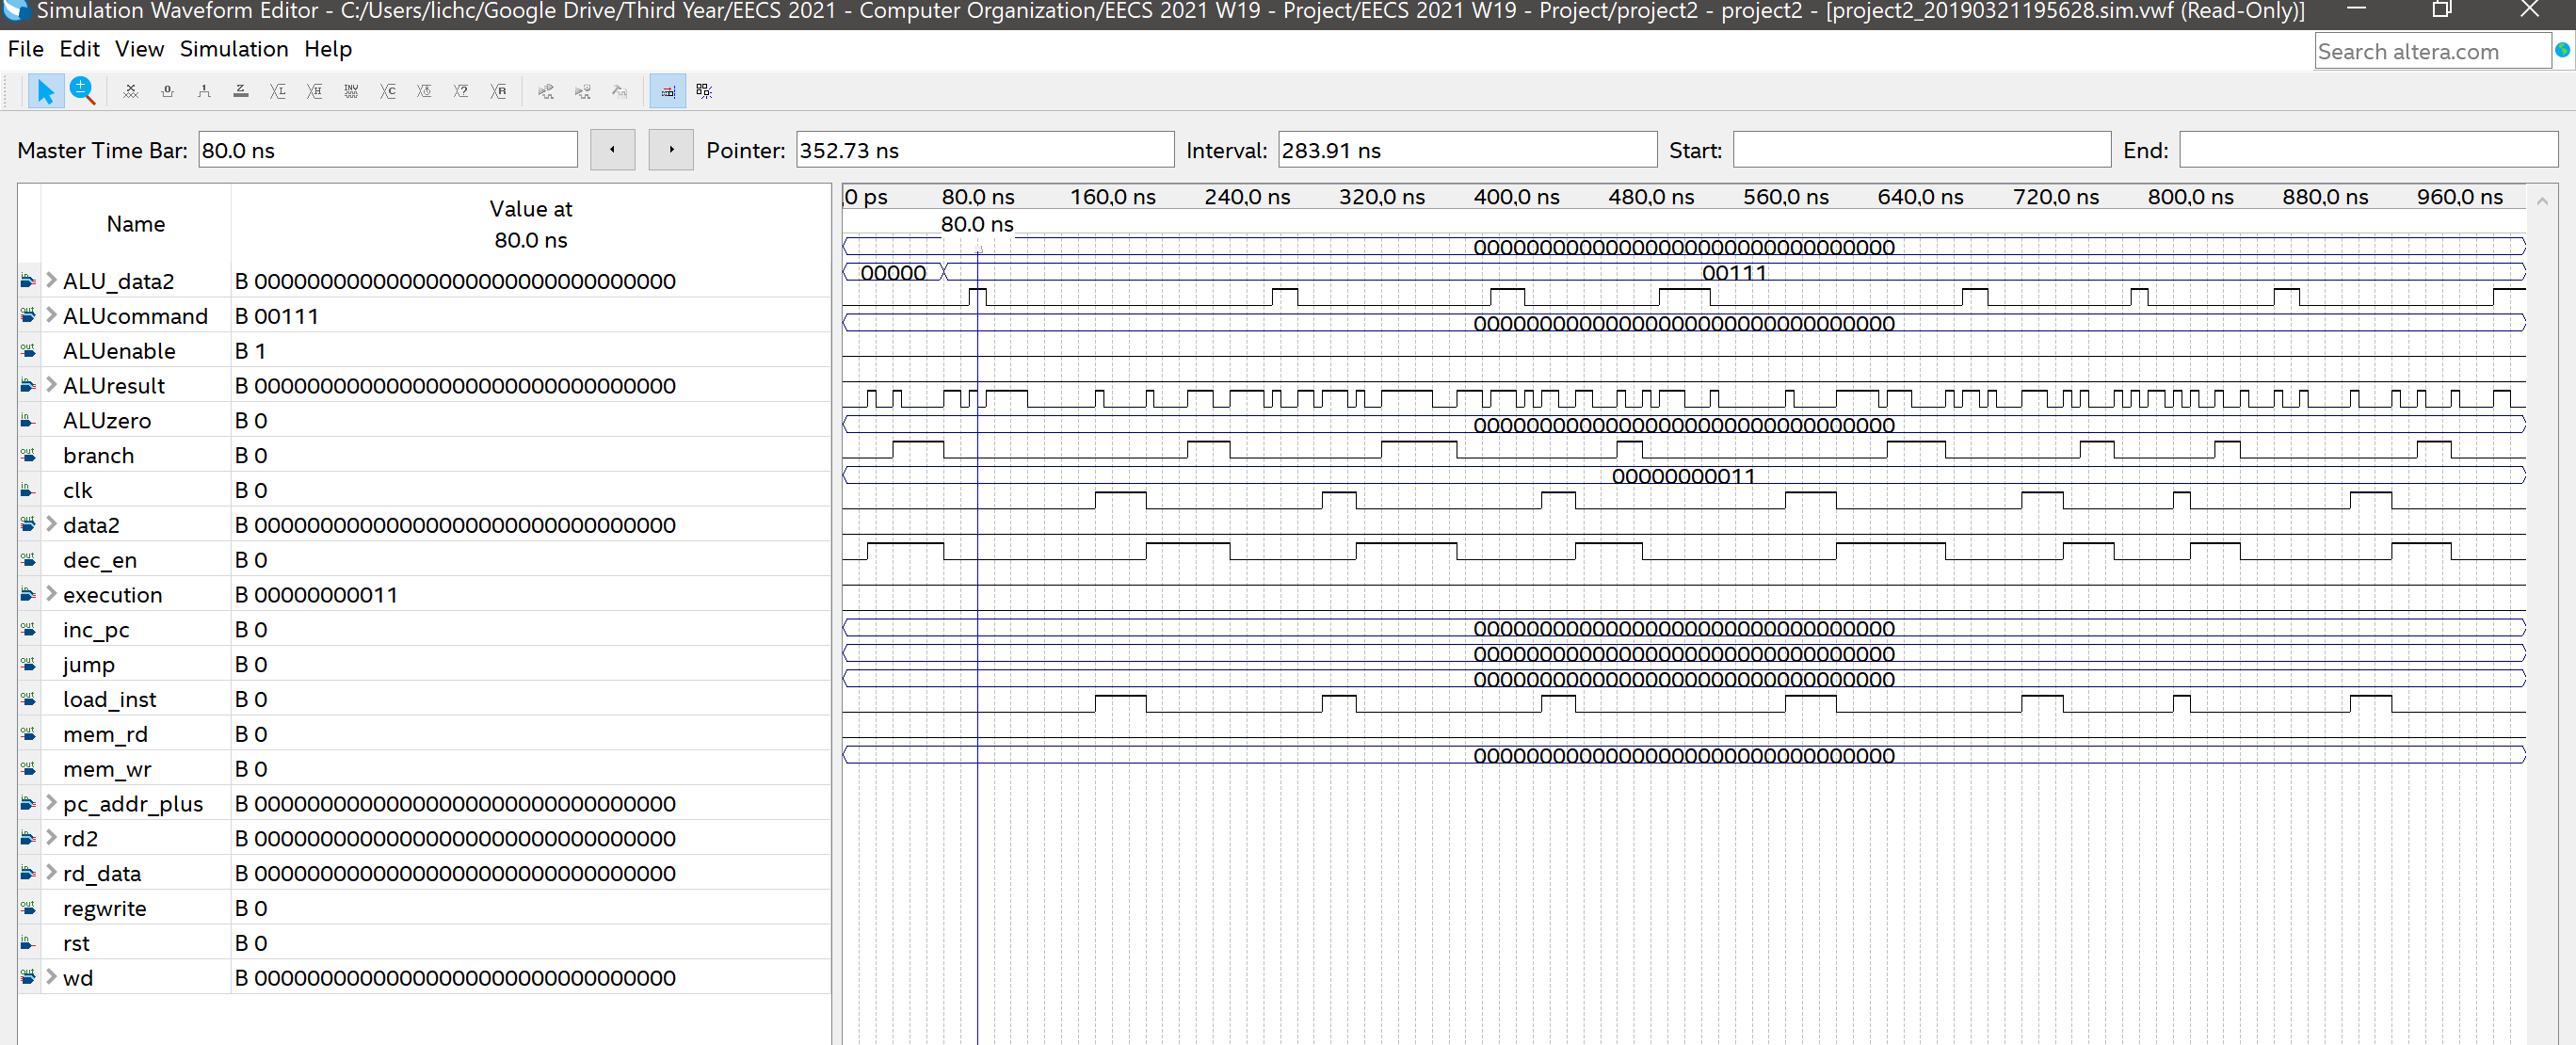 Simulation Waveform Editor - C:/Users/lichc/Google Drive/Third Year/EECS 2021 - Computer Organization/EECS 2021 W19 - Project/EECS 2021 W19 - Project/project2 - project2 - [project2_20190321195628.sim.vwf (Read-Only)]
File Edit View Simulation Help
Search altera.com
Master Time Bar: 80.0 ns Pointer: 352.73 ns Interval: 283.91 ns Start: End:
Name Value at 80.0 ns
0 ps 80.0 ns 160.0 ns 240.0 ns 320.0 ns 400.0 ns 480.0 ns 560.0 ns 640.0 ns 720.0 ns 800.0 ns 880.0 ns 960.0 ns
80.0 ns
ALU_data2 B 00000000000000000000000000000000
ALUcommand B 00111
ALUenable B 1
ALUresult B 00000000000000000000000000000000
ALUzero B 0
branch B 0
clk B 0
data2 B 00000000000000000000000000000000
dec_en B 0
execution B 00000000011
inc_pc B 0
jump B 0
load_inst B 0
mem_rd B 0
mem_wr B 0
pc_addr_plus B 00000000000000000000000000000000
rd2 B 00000000000000000000000000000000
rd_data B 00000000000000000000000000000000
regwrite B 0
rst B 0
wd B 00000000000000000000000000000000
00000000000000000000000000000000
00000 00111
00000000000000000000000000000000
00000000000000000000000000000000
00000000011
00000000000000000000000000000000
00000000000000000000000000000000
00000000000000000000000000000000
00000000000000000000000000000000